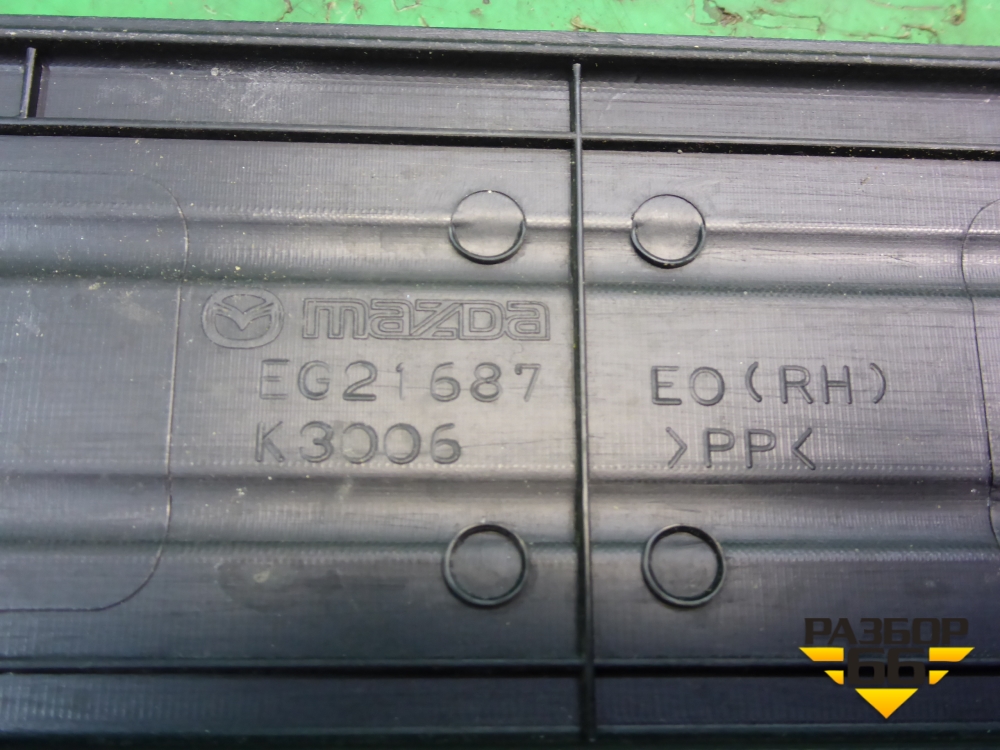 mazda
EG21687
K3006
EO(RH)
>PP<
РАЗБОР
66